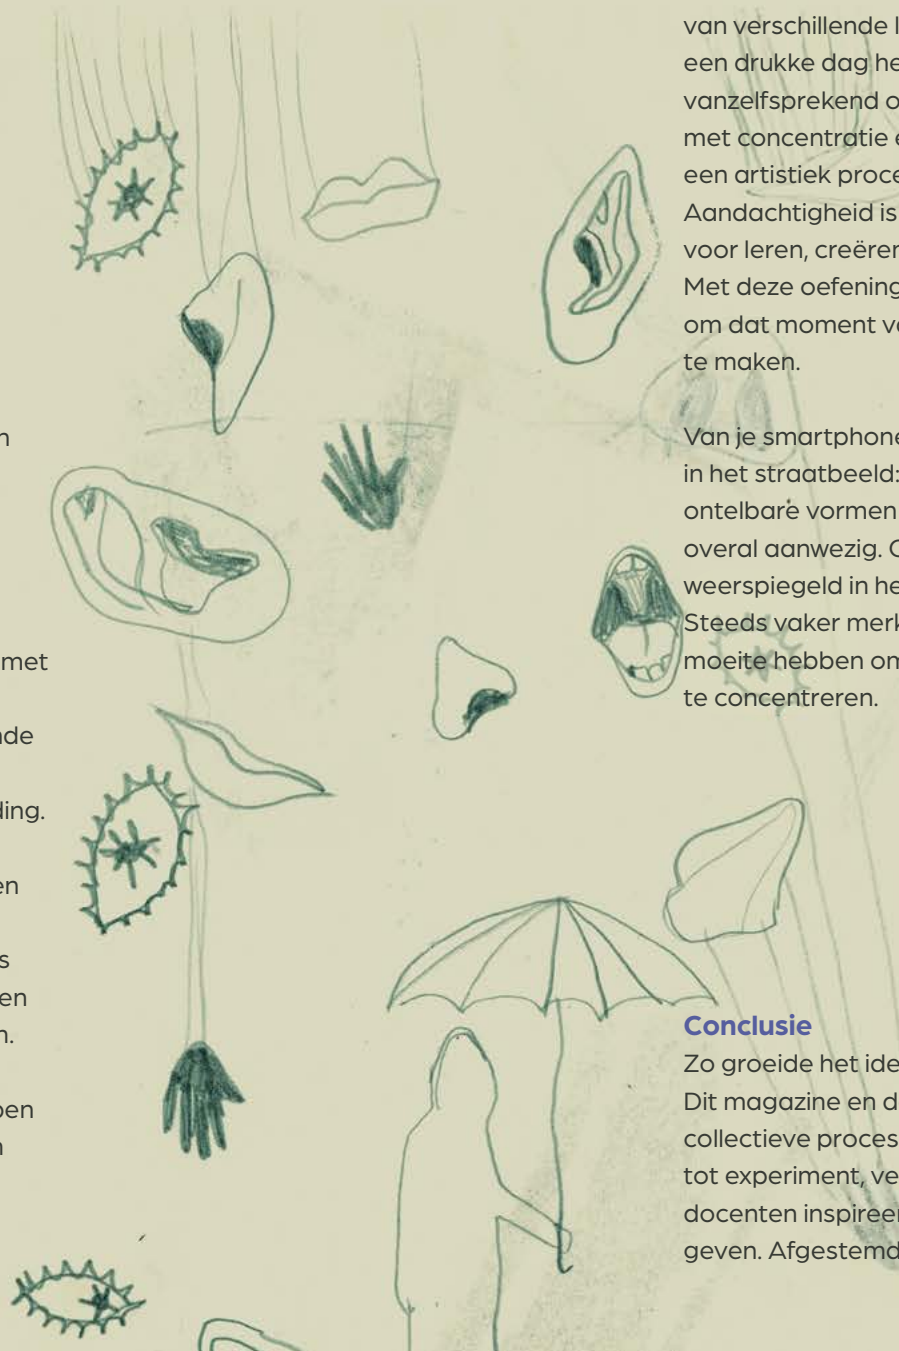 n
met
nde
ding.
en
s
en
n.
pen
n
van verschillende l
een drukke dag he
vanzelfsprekend o
met concentratie e
een artistiek proce
Aandachtigheid is
voor leren, creëren
Met deze oefening
om dat moment va
te maken.
Van je smartphone
in het straatbeeld:
ontelbare vormen
overal aanwezig. O
weerspiegeld in he
Steeds vaker merk
moeite hebben om
te concentreren.
Conclusie
Zo groeide het ide
Dit magazine en d
collectieve proces
tot experiment, ve
docenten inspireer
geven. Afgestemd